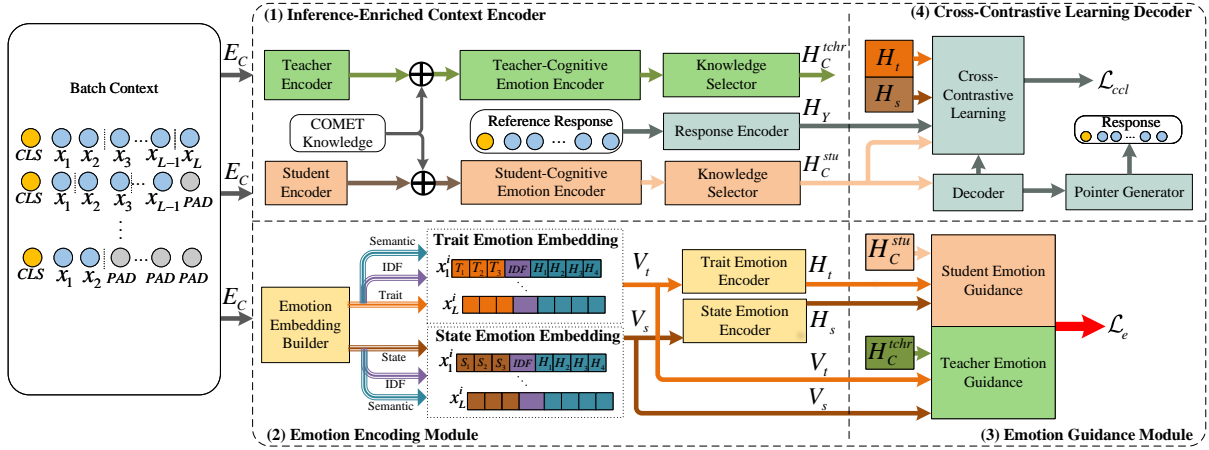 (1) Inference-Enriched Context Encoder
(4) Cross-Contrastive Learning Decoder
Batch Context
CLS x_1 x_2 x_3 ... x_{L-1} x_L
CLS x_1 x_2 x_3 ... x_{L-1} PAD
⋮
CLS x_1 x_2 PAD ... PAD PAD
E_C
E_C
E_C
Teacher
Encoder
Teacher-Cognitive
Emotion Encoder
Knowledge
Selector
H_C^{tchr}
COMET
Knowledge
Reference Response
...
Response Encoder
H_Y
Student
Encoder
Student-Cognitive
Emotion Encoder
Knowledge
Selector
H_C^{stu}
H_t
H_s
Cross-
Contrastive
Learning
ℒ_{ccl}
Response
...
Decoder
Pointer Generator
Emotion
Embedding
Builder
Semantic
IDF
Trait
State
IDF
Semantic
Trait Emotion Embedding
x_1^i T_1 T_2 T_3 IDF H_1 H_2 H_3 H_4
⋱
x_L^i
State Emotion Embedding
x_1^i S_1 S_2 S_3 IDF H_1 H_2 H_3 H_4
⋱
x_L^i
V_t
V_s
Trait Emotion
Encoder
State Emotion
Encoder
H_t
H_s
V_t
V_s
H_C^{stu}
Student Emotion
Guidance
H_C^{tchr}
Teacher Emotion
Guidance
ℒ_e
(2) Emotion Encoding Module
(3) Emotion Guidance Module